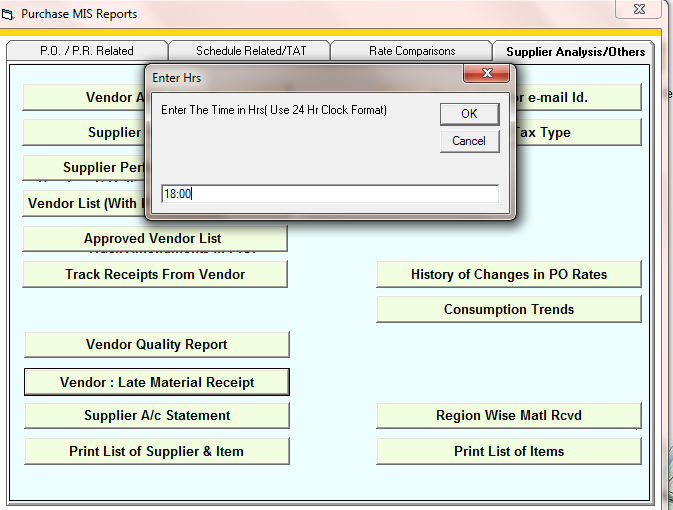 Purchase MIS Reports
P.O. / P.R. Related
Schedule Related/TAT
Rate Comparisons
Supplier Analysis/Others
Enter Hrs
Enter The Time in Hrs( Use 24 Hr Clock Format)
OK
Cancel
18:00
Vendor A
r e-mail Id.
Supplier
Tax Type
Supplier Perf
Vendor List (With
Approved Vendor List
Track Receipts From Vendor
History of Changes in PO Rates
Consumption Trends
Vendor Quality Report
Vendor : Late Material Receipt
Supplier A/c Statement
Region Wise Matl Rcvd
Print List of Supplier & Item
Print List of Items